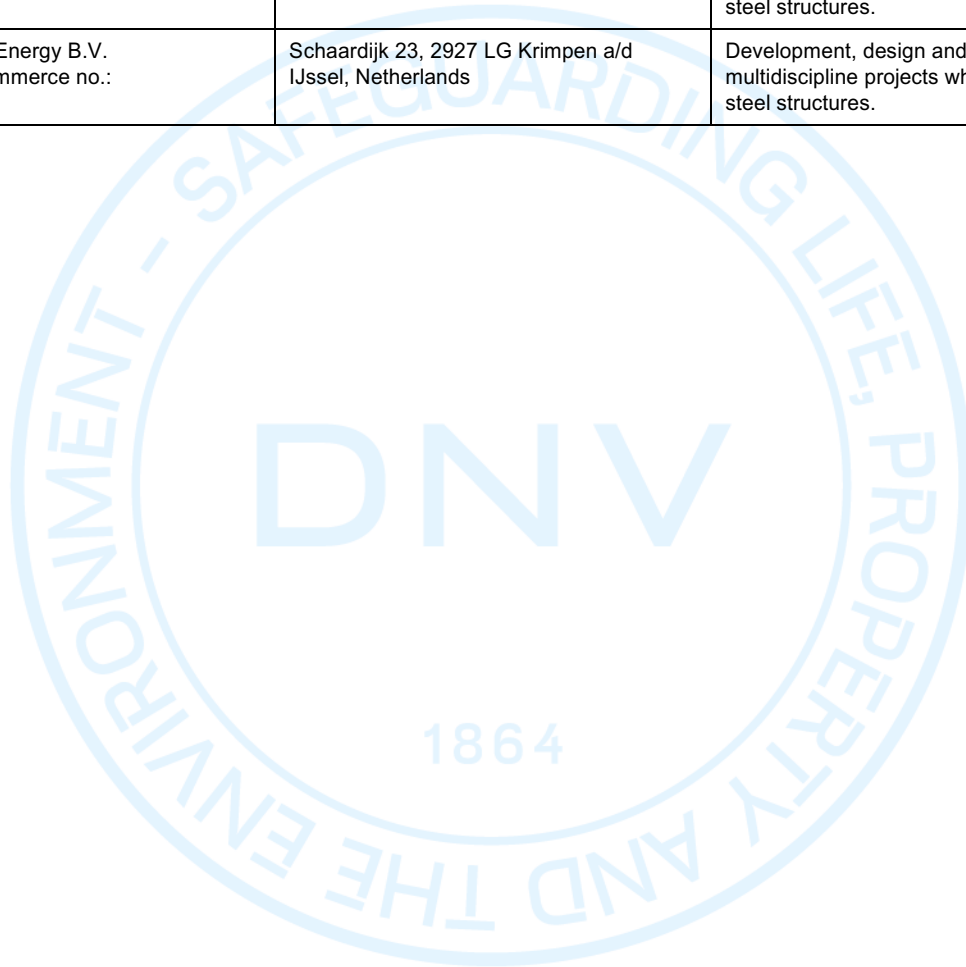 steel structures.
Energy B.V.
mmerce no.:
Schaardijk 23, 2927 LG Krimpen a/d
IJssel, Netherlands
Development, design and
multidiscipline projects wh
steel structures.
SAFEGUARDING LIFE, PROPERTY AND THE ENVIRONMENT -
DNV
1864